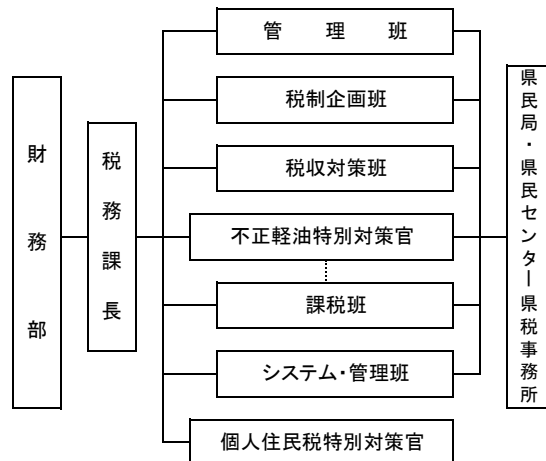 財務部
税務課長
管理班
税制企画班
税収対策班
不正軽油特別対策官
課税班
システム・管理班
個人住民税特別対策官
県民局・県民センター県税事務所